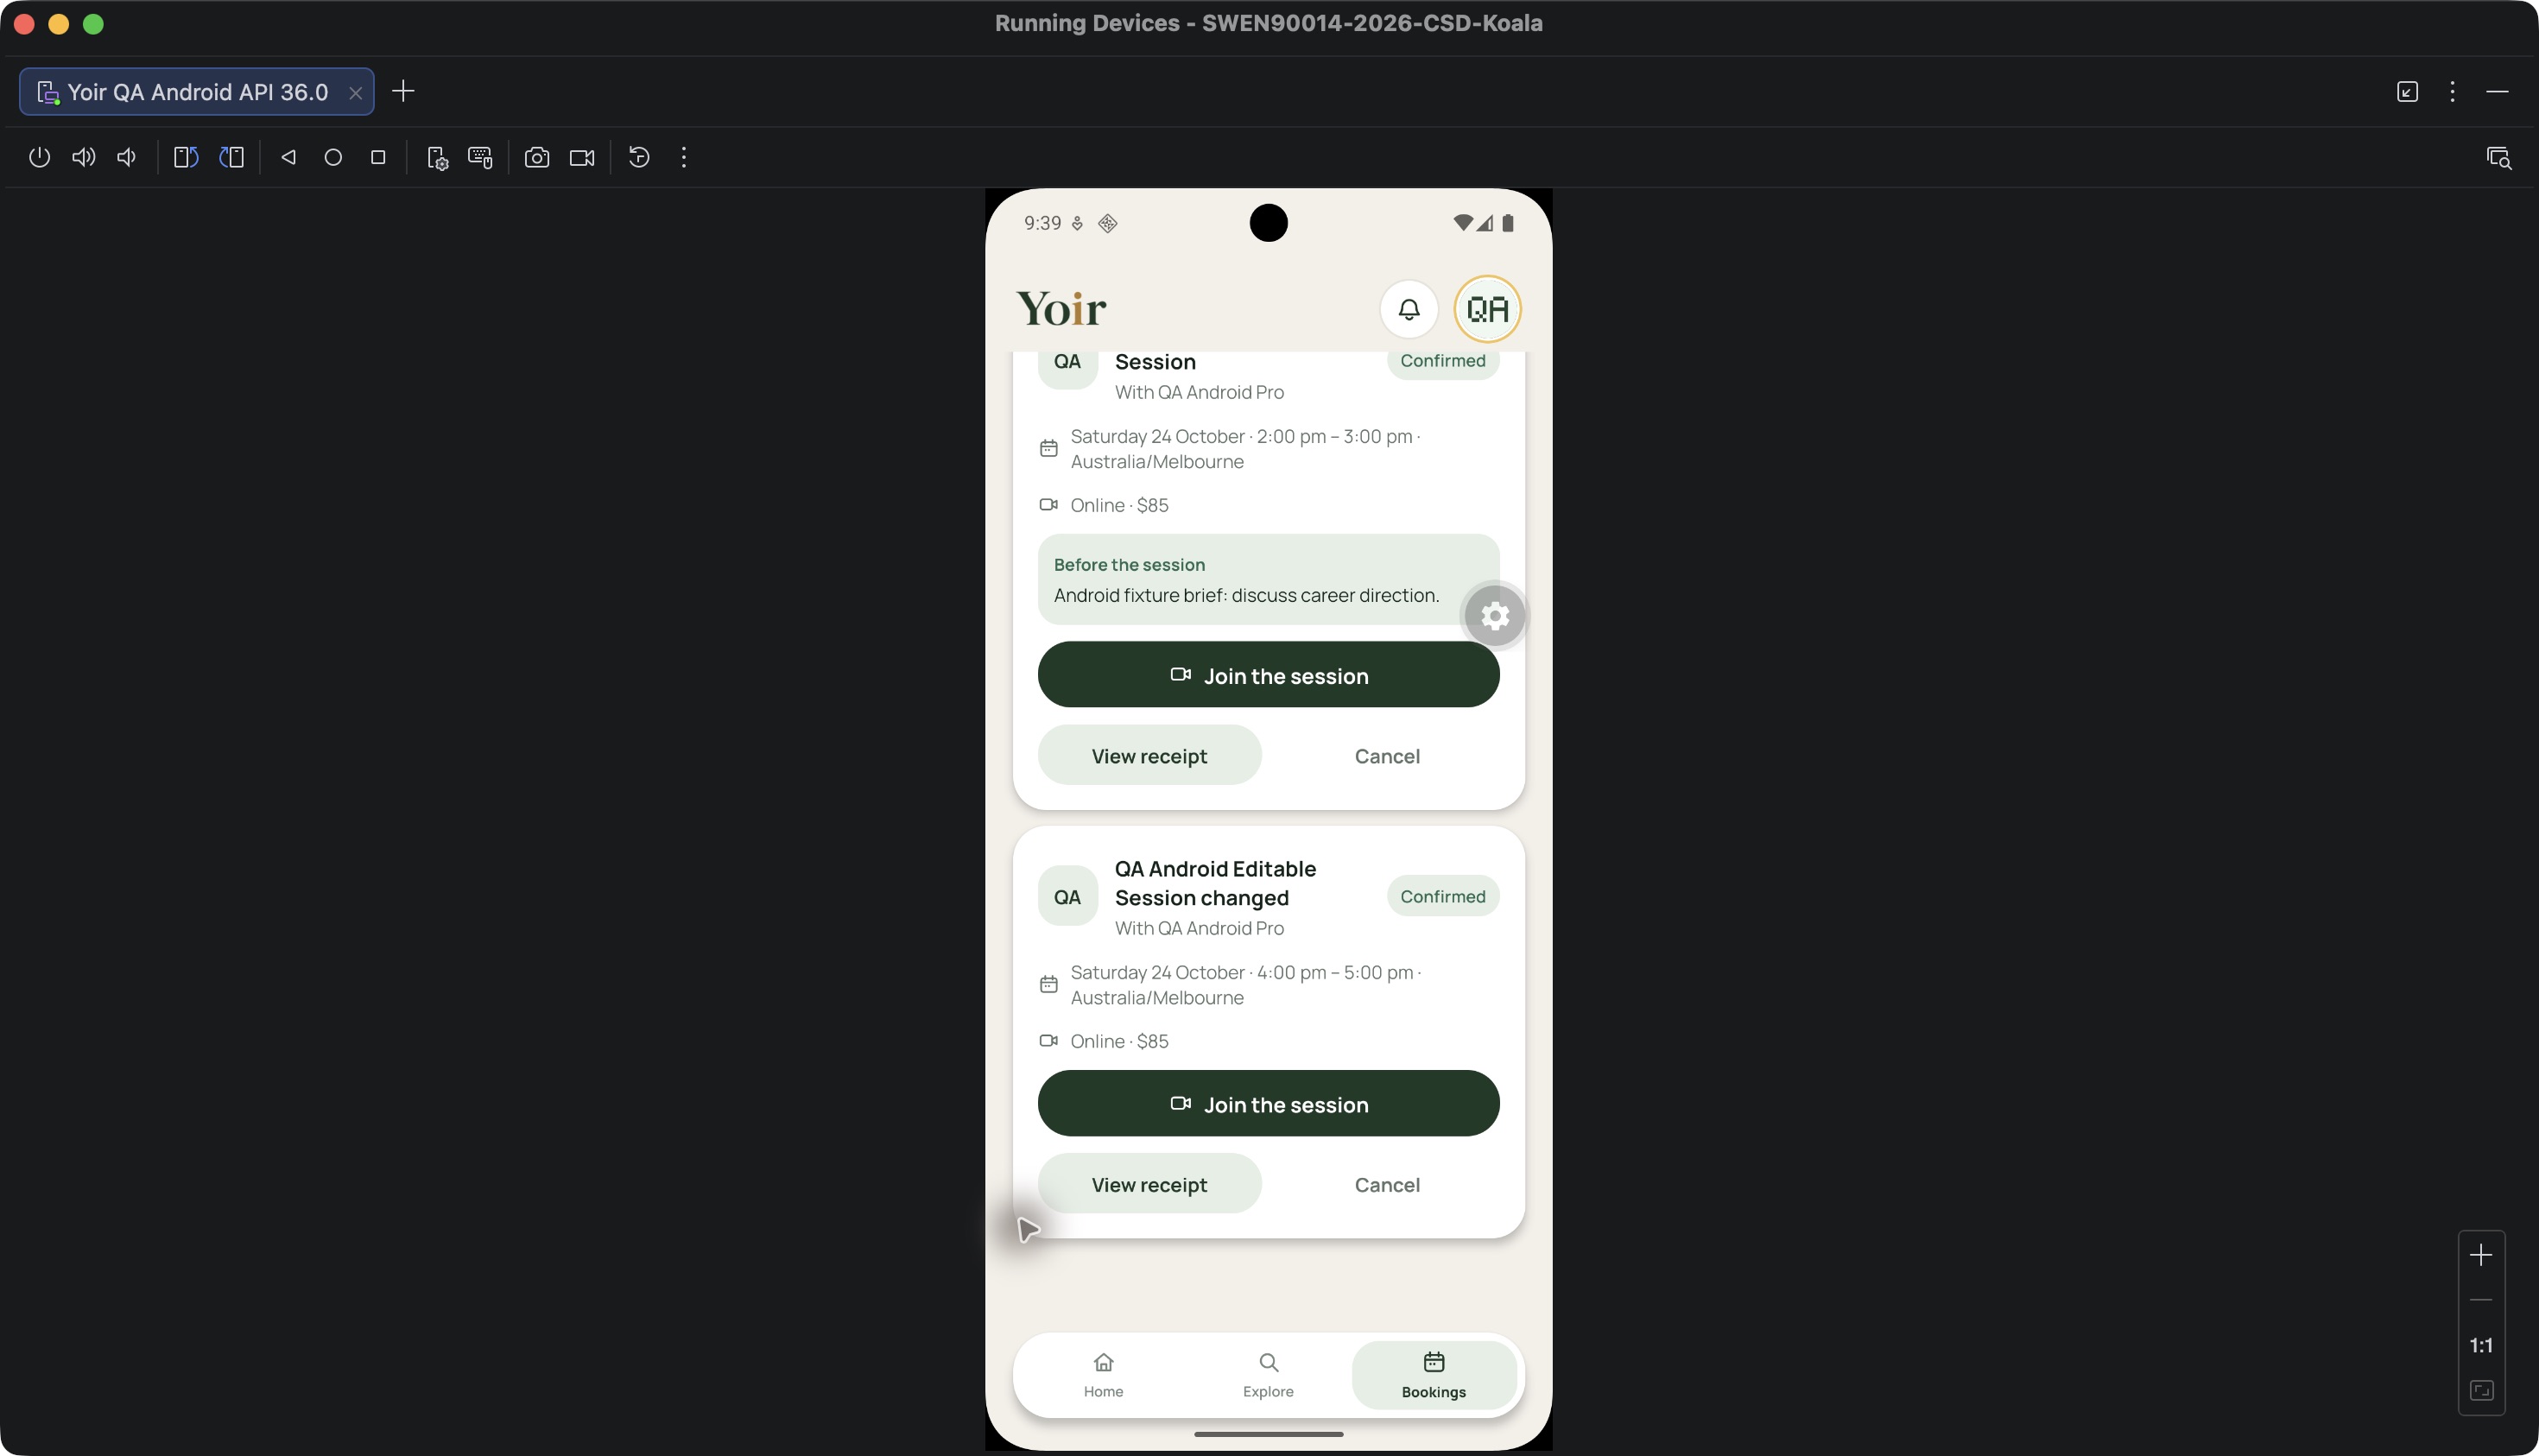 Running Devices - SWEN90014-2026-CSD-Koala
Yoir QA Android API 36.0
9:39
Yoir
QA
QA
Session
Confirmed
With QA Android Pro
Saturday 24 October · 2:00 pm – 3:00 pm ·
Australia/Melbourne
Online · $85
Before the session
Android fixture brief: discuss career direction.
Join the session
View receipt
Cancel
QA
QA Android Editable
Session changed
Confirmed
With QA Android Pro
Saturday 24 October · 4:00 pm – 5:00 pm ·
Australia/Melbourne
Online · $85
Join the session
View receipt
Cancel
1:1
Home
Explore
Bookings